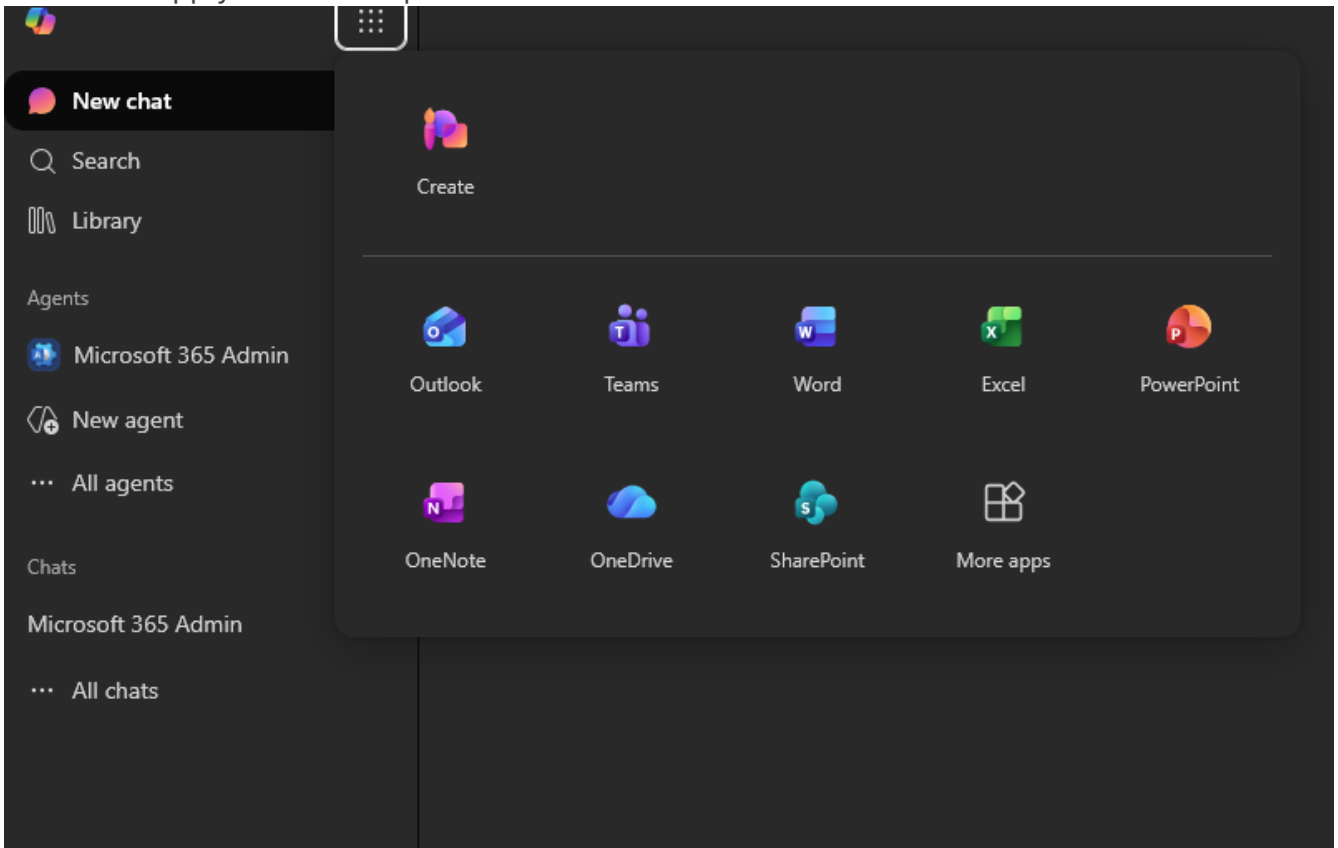 New chat
Search
Library
Agents
Microsoft 365 Admin
New agent
All agents
Chats
Microsoft 365 Admin
All chats
Create
Outlook
Teams
Word
Excel
PowerPoint
OneNote
OneDrive
SharePoint
More apps